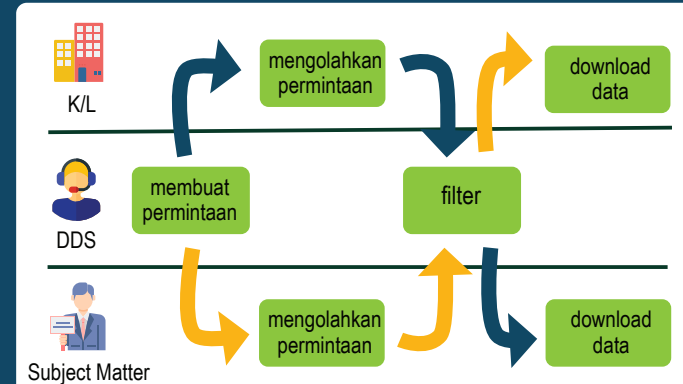 K/L
mengolahkan
permintaan
download
data
DDS
membuat
permintaan
filter
Subject Matter
mengolahkan
permintaan
download
data